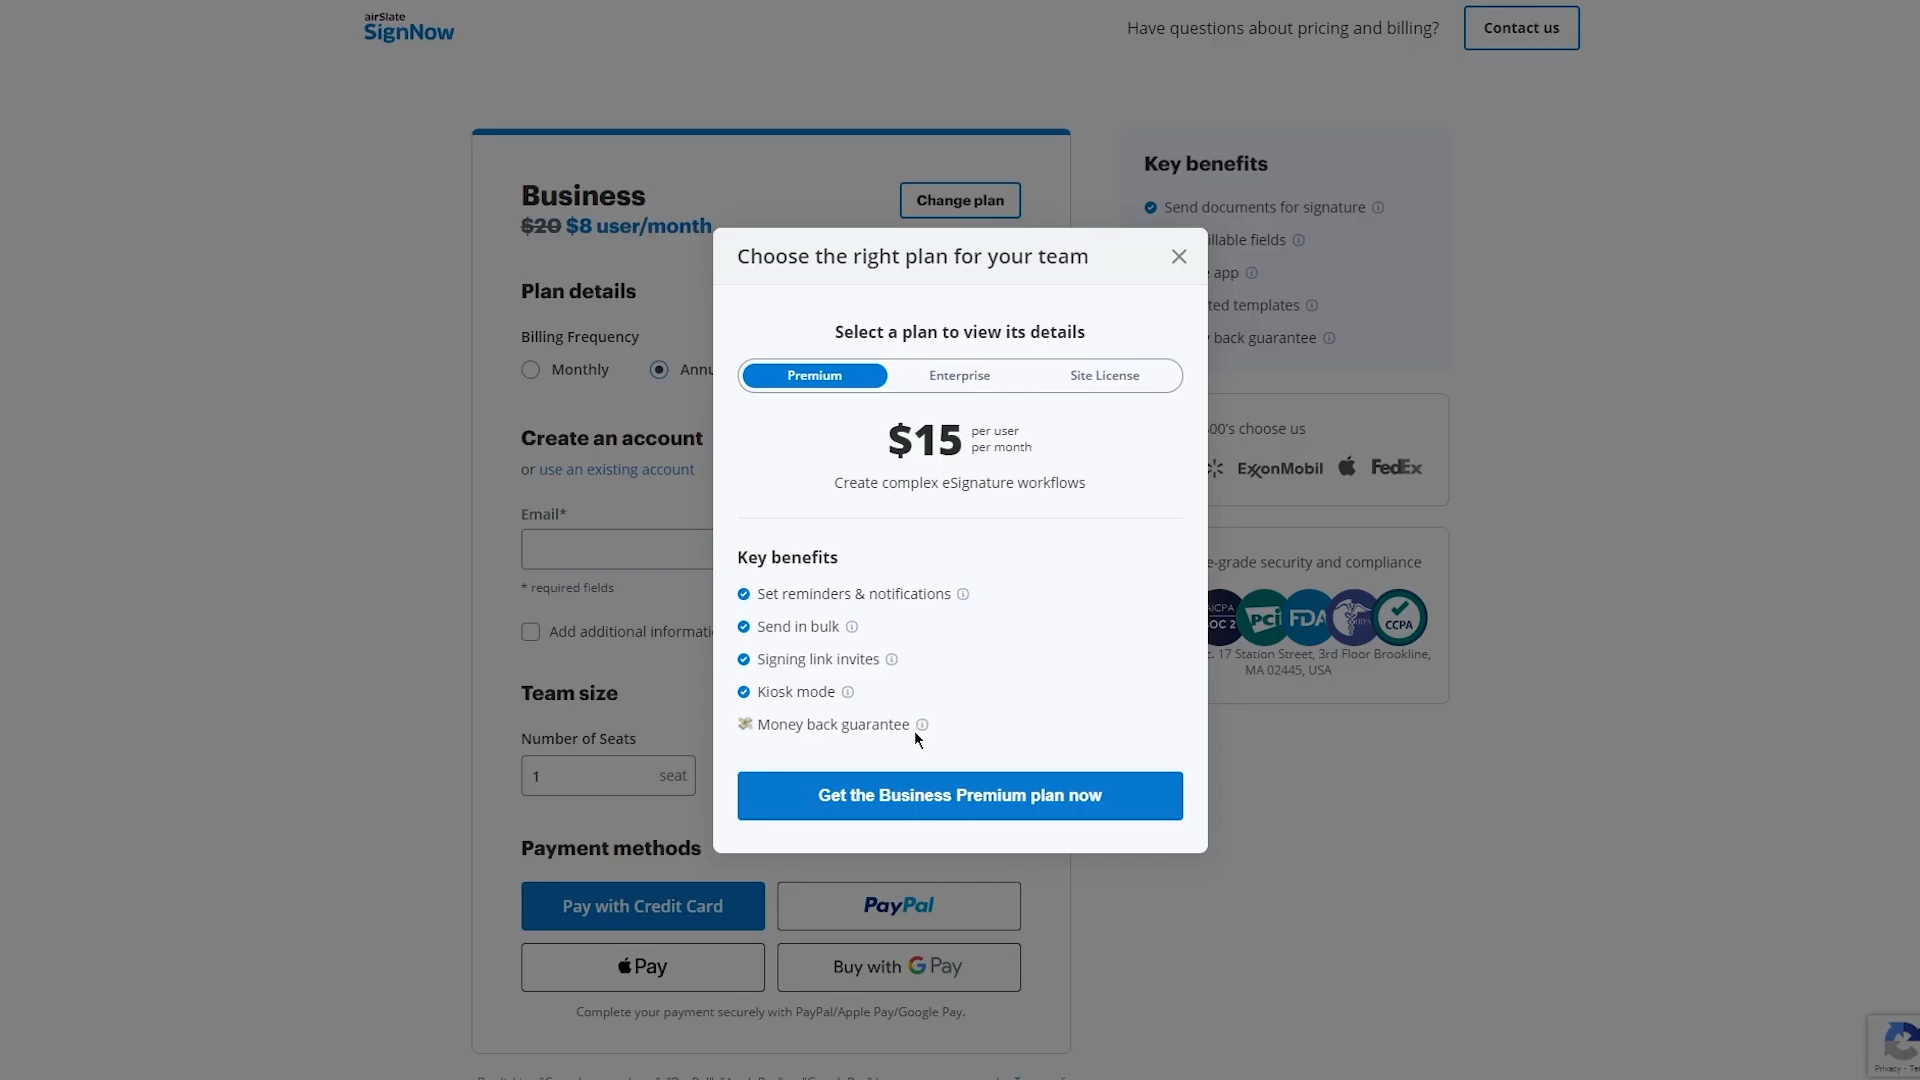 airSlate
SignNow
Have questions about pricing and billing?
Contact us
Business
$20 $8 user/month
Change plan
Plan details
Billing Frequency
Monthly
Create an account
or use an existing account
Email*
* required fields
Add additional
Team size
Number of Seats
1 seat
Payment methods
Pay with Credit Card
PayPal
Pay
Buy with G Pay
Complete your payment securely with PayPal/Apple Pay/Google Pay.
Choose the right plan for your team
Select a plan to view its details
Premium
Enterprise
Site License
$15 per user
per month
Create complex eSignature workflows
Key benefits
Set reminders & notifications
Send in bulk
Signing link invites
Kiosk mode
Money back guarantee
Get the Business Premium plan now
Key benefits
Send documents for signature
fields
app
templates
back guarantee
choose us
ExxonMobil
FedEx
-grade security and compliance
PCI
FDA
CCPA
17 Station Street, 3rd Floor Brookline,
MA 02445, USA
Privacy -